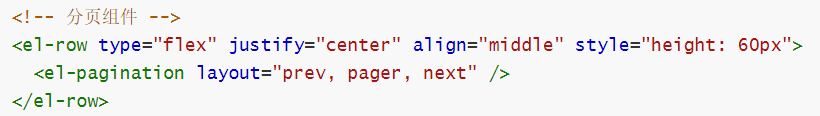 <!-- 分页组件 -->
<el-row type="flex" justify="center" align="middle" style="height: 60px">
  <el-pagination layout="prev, pager, next" />
</el-row>